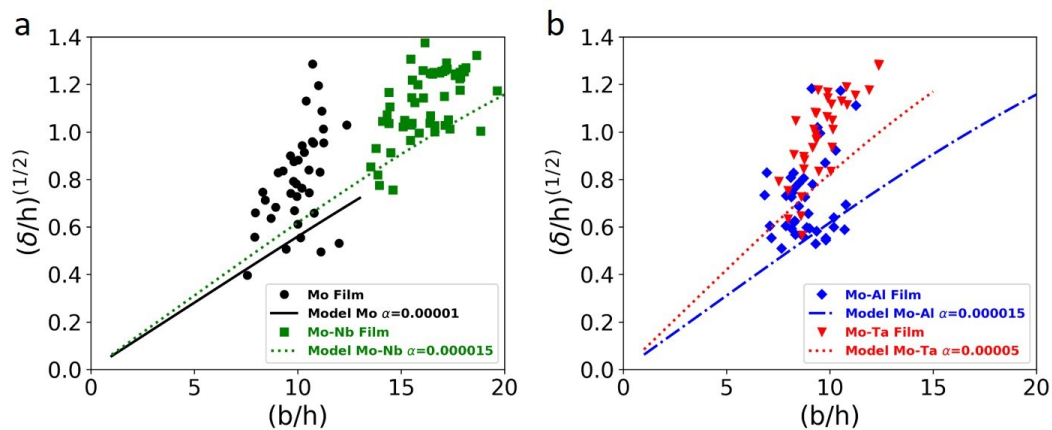 a
1.4
1.2
1.0
0.8
0.6
0.4
0.2
0.0
(δ/h)^(1/2)
0 5 10 15 20
(b/h)
Mo Film
Model Mo α=0.00001
Mo-Nb Film
Model Mo-Nb α=0.000015
b
1.4
1.2
1.0
0.8
0.6
0.4
0.2
0.0
(δ/h)^(1/2)
0 5 10 15 20
(b/h)
Mo-Al Film
Model Mo-Al α=0.000015
Mo-Ta Film
Model Mo-Ta α=0.00005